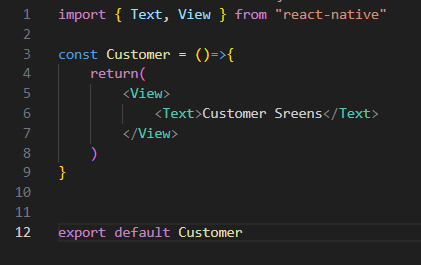 1 import { Text, View } from "react-native"
2
3 const Customer = ()=>{
4 return(
5 <View>
6 <Text>Customer Sreens</Text>
7 </View>
8 )
9 }
10
11
12 export default Customer